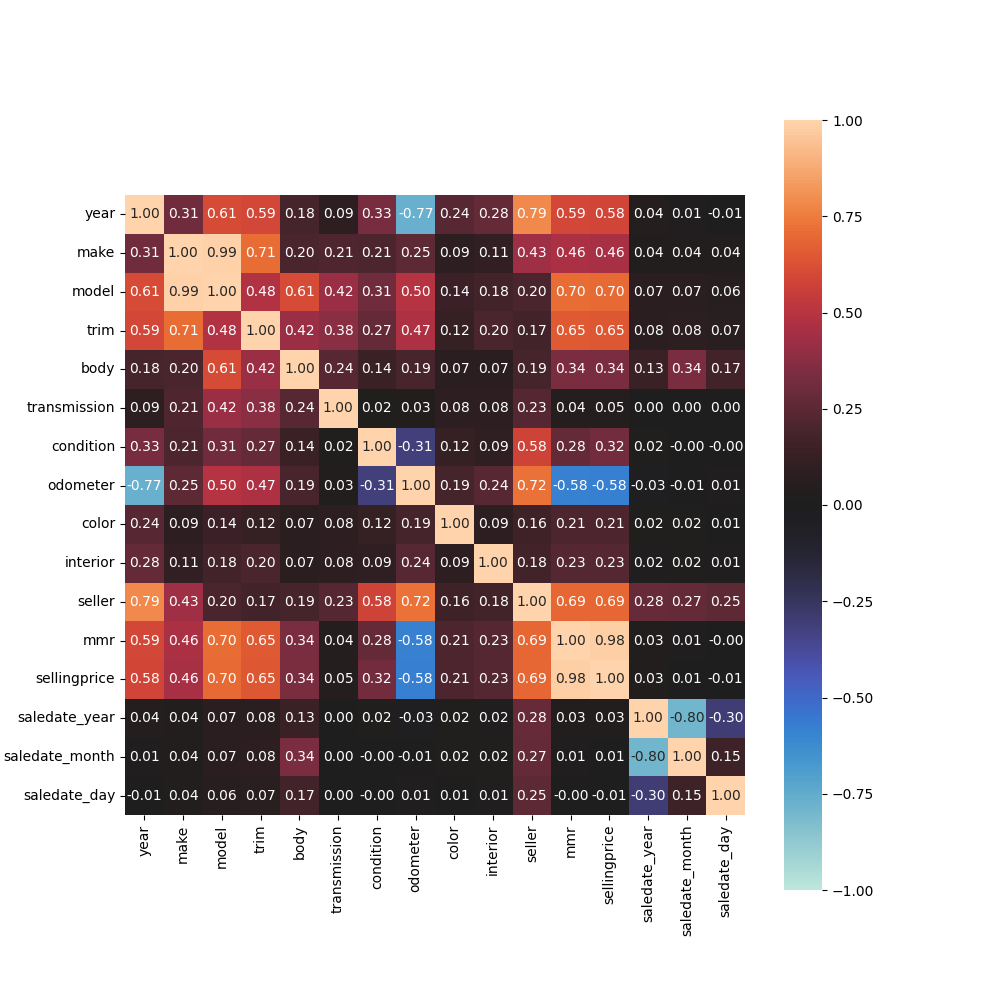 year 1.00 0.31 0.61 0.59 0.18 0.09 0.33 -0.77 0.24 0.28 0.79 0.59 0.58 0.04 0.01 -0.01
make 0.31 1.00 0.99 0.71 0.20 0.21 0.21 0.25 0.09 0.11 0.43 0.46 0.46 0.04 0.04 0.04
model 0.61 0.99 1.00 0.48 0.61 0.42 0.31 0.50 0.14 0.18 0.20 0.70 0.70 0.07 0.07 0.06
trim 0.59 0.71 0.48 1.00 0.42 0.38 0.27 0.47 0.12 0.20 0.17 0.65 0.65 0.08 0.08 0.07
body 0.18 0.20 0.61 0.42 1.00 0.24 0.14 0.19 0.07 0.07 0.19 0.34 0.34 0.13 0.34 0.17
transmission 0.09 0.21 0.42 0.38 0.24 1.00 0.02 0.03 0.08 0.08 0.23 0.04 0.05 0.00 0.00 0.00
condition 0.33 0.21 0.31 0.27 0.14 0.02 1.00 -0.31 0.12 0.09 0.58 0.28 0.32 0.02 -0.00 -0.00
odometer -0.77 0.25 0.50 0.47 0.19 0.03 -0.31 1.00 0.19 0.24 0.72 -0.58 -0.58 -0.03 -0.01 0.01
color 0.24 0.09 0.14 0.12 0.07 0.08 0.12 0.19 1.00 0.09 0.16 0.21 0.21 0.02 0.02 0.01
interior 0.28 0.11 0.18 0.20 0.07 0.08 0.09 0.24 0.09 1.00 0.18 0.23 0.23 0.02 0.02 0.01
seller 0.79 0.43 0.20 0.17 0.19 0.23 0.58 0.72 0.16 0.18 1.00 0.69 0.69 0.28 0.27 0.25
mmr 0.59 0.46 0.70 0.65 0.34 0.04 0.28 -0.58 0.21 0.23 0.69 1.00 0.98 0.03 0.01 -0.00
sellingprice 0.58 0.46 0.70 0.65 0.34 0.05 0.32 -0.58 0.21 0.23 0.69 0.98 1.00 0.03 0.01 -0.01
saledate_year 0.04 0.04 0.07 0.08 0.13 0.00 0.02 -0.03 0.02 0.02 0.28 0.03 0.03 1.00 -0.80 -0.30
saledate_month 0.01 0.04 0.07 0.08 0.34 0.00 -0.00 -0.01 0.02 0.02 0.27 0.01 0.01 -0.80 1.00 0.15
saledate_day -0.01 0.04 0.06 0.07 0.17 0.00 -0.00 0.01 0.01 0.01 0.25 -0.00 -0.01 -0.30 0.15 1.00
year
make
model
trim
body
transmission
condition
odometer
color
interior
seller
mmr
sellingprice
saledate_year
saledate_month
saledate_day
1.00
0.75
0.50
0.25
0.00
−0.25
−0.50
−0.75
−1.00